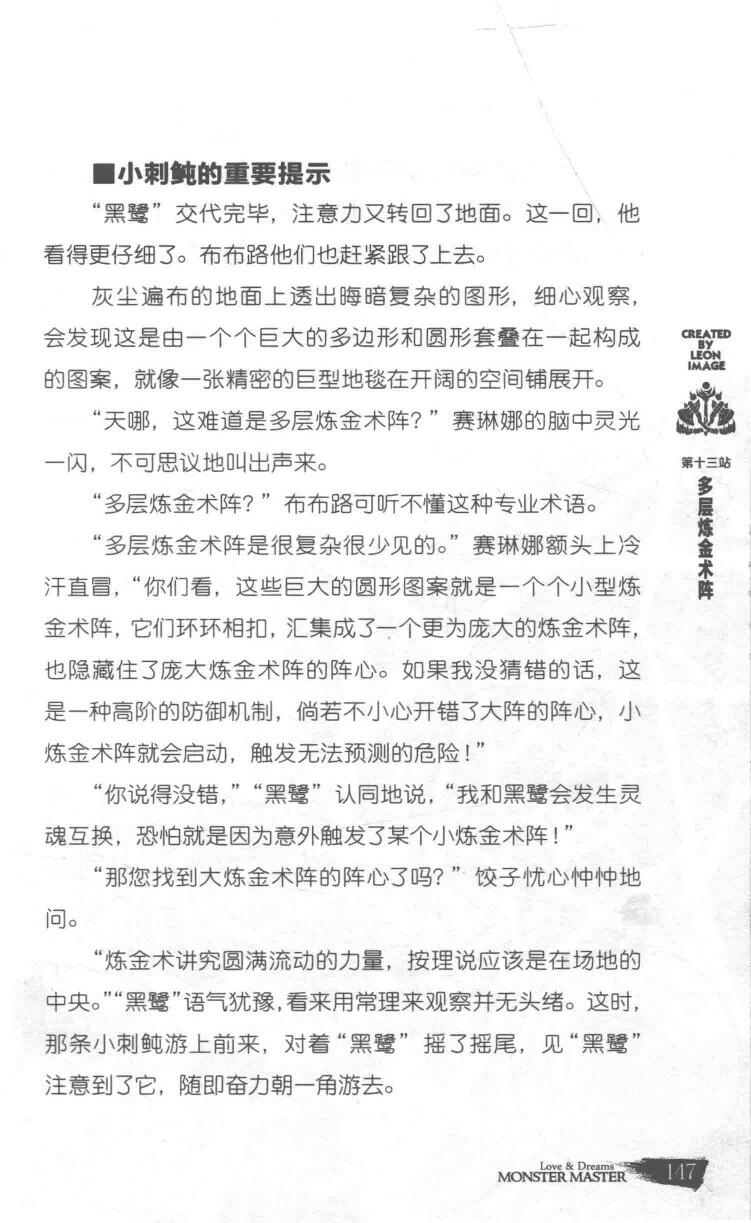 ■小刺鲀的重要提示
“黑鹭”交代完毕，注意力又转回了地面。这一回，他
看得更仔细了。布布路他们也赶紧跟了上去。
灰尘遍布的地面上透出晦暗复杂的图形，细心观察，
会发现这是由一个个巨大的多边形和圆形套叠在一起构成
的图案，就像一张精密的巨型地毯在开阔的空间铺展开。
“天哪，这难道是多层炼金术阵？”赛琳娜的脑中灵光
一闪，不可思议地叫出声来。
“多层炼金术阵？”布布路可听不懂这种专业术语。
“多层炼金术阵是很复杂很少见的。”赛琳娜额头上冷
汗直冒，“你们看，这些巨大的圆形图案就是一个个小型炼
金术阵，它们环环相扣，汇集成了一个更为庞大的炼金术阵，
也隐藏住了庞大炼金术阵的阵心。如果我没猜错的话，这
是一种高阶的防御机制，倘若不小心开错了大阵的阵心，小
炼金术阵就会启动，触发无法预测的危险！”
“你说得没错，”“黑鹭”认同地说，“我和黑鹭会发生灵
魂互换，恐怕就是因为意外触发了某个小炼金术阵！”
“那您找到大炼金术阵的阵心了吗？”饺子忧心忡忡地
问。
“炼金术讲究圆满流动的力量，按理说应该是在场地的
中央。”“黑鹭”语气犹豫，看来用常理来观察并无头绪。这时，
那条小刺鲀游上前来，对着“黑鹭”摇了摇尾，见“黑鹭”
注意到了它，随即奋力朝一角游去。
CREATED
BY
LEON
IMAGE
第十三站
多层炼金术阵
Love & Dreams
MONSTER MASTER
147